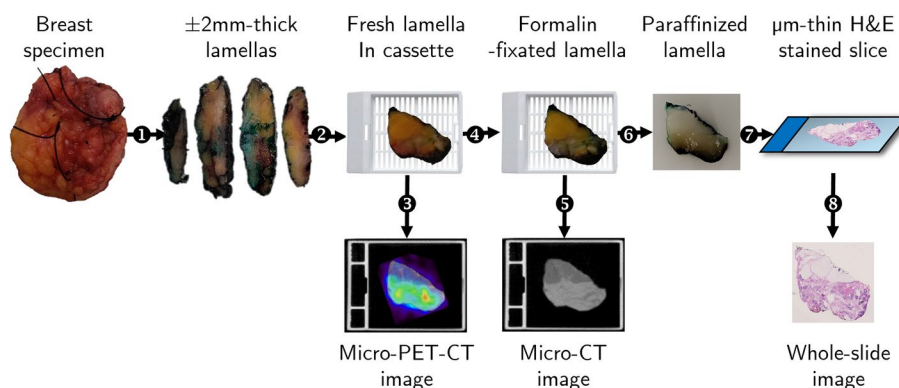 Breast
specimen
±2mm-thick
lamellas
Fresh lamella
In cassette
Formalin
-fixated lamella
Paraffinized
lamella
µm-thin H&E
stained slice
1
2
4
6
7
3
5
8
Micro-PET-CT
image
Micro-CT
image
Whole-slide
image